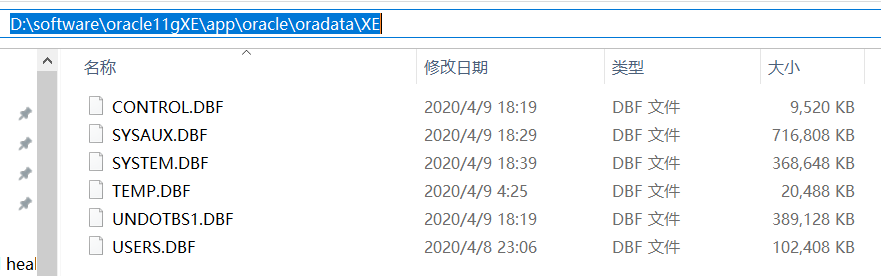 D:\software\oracle11gXE\app\oracle\oradata\XE
名称 修改日期 类型 大小
CONTROL.DBF 2020/4/9 18:19 DBF 文件 9,520 KB
SYSAUX.DBF 2020/4/9 18:29 DBF 文件 716,808 KB
SYSTEM.DBF 2020/4/9 18:39 DBF 文件 368,648 KB
TEMP.DBF 2020/4/9 4:25 DBF 文件 20,488 KB
UNDOTBS1.DBF 2020/4/9 18:19 DBF 文件 389,128 KB
USERS.DBF 2020/4/8 23:06 DBF 文件 102,408 KB